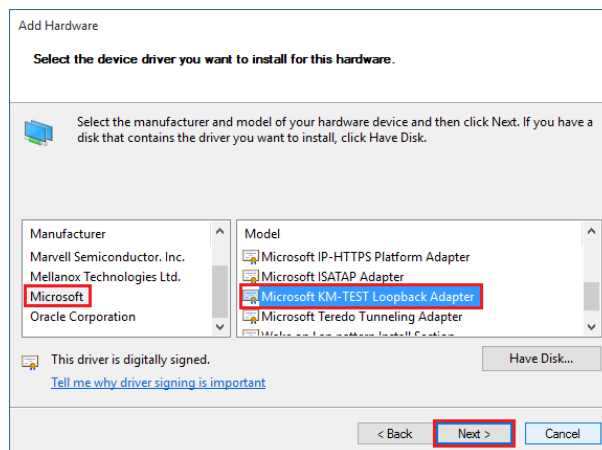 Add Hardware
Select the device driver you want to install for this hardware.
Select the manufacturer and model of your hardware device and then click Next. If you have a
disk that contains the driver you want to install, click Have Disk.
Manufacturer
Marvell Semiconductor. Inc.
Mellanox Technologies Ltd.
Microsoft
Oracle Corporation
Model
Microsoft IP-HTTPS Platform Adapter
Microsoft ISATAP Adapter
Microsoft KM-TEST Loopback Adapter
Microsoft Teredo Tunneling Adapter
This driver is digitally signed.
Have Disk...
Tell me why driver signing is important
< Back
Next >
Cancel